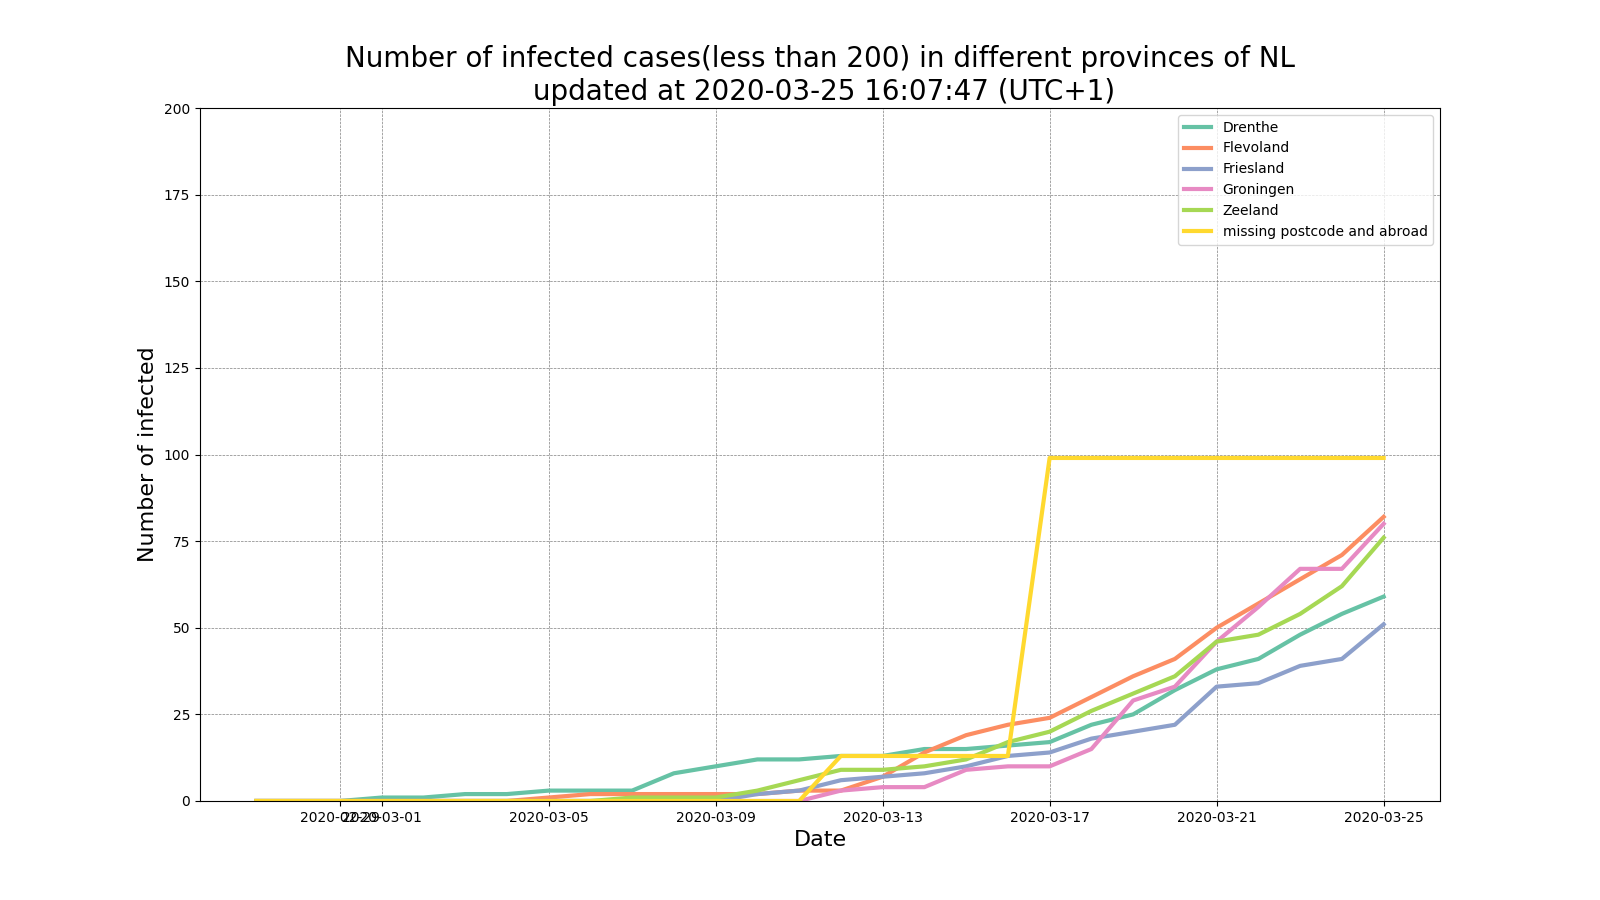 Number of infected cases(less than 200) in different provinces of NL
updated at 2020-03-25 16:07:47 (UTC+1)
200
175
150
125
100
75
50
25
0
Number of infected
Drenthe
Flevoland
Friesland
Groningen
Zeeland
missing postcode and abroad
2020-02-29
2020-03-01
2020-03-05
2020-03-09
2020-03-13
2020-03-17
2020-03-21
2020-03-25
Date